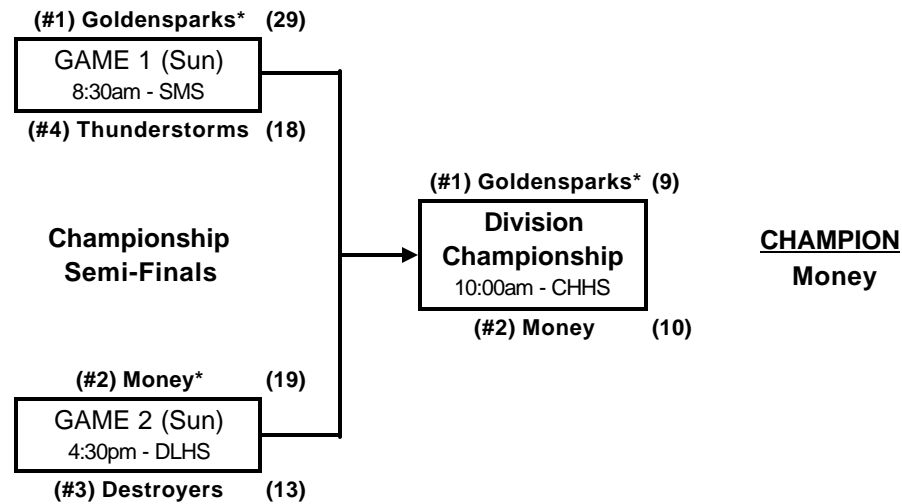 (#1) Goldensparks* (29)
GAME 1 (Sun)
8:30am - SMS
(#4) Thunderstorms (18)
(#1) Goldensparks* (9)
Division
Championship
10:00am - CHHS
(#2) Money (10)
Championship
Semi-Finals
CHAMPION
Money
(#2) Money* (19)
GAME 2 (Sun)
4:30pm - DLHS
(#3) Destroyers (13)